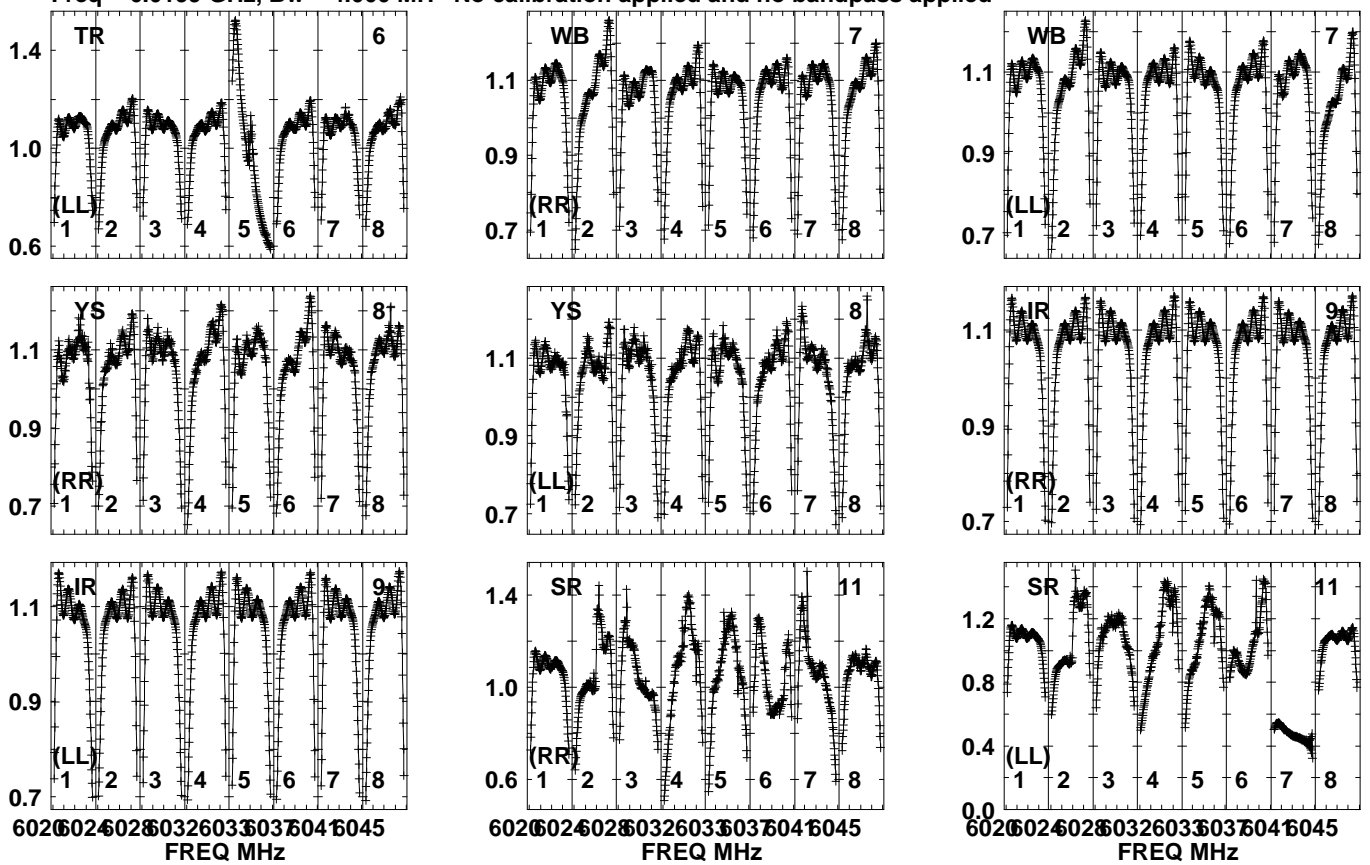 No calibration applied and no bandpass applied
TR 6
1.4
1.0
0.6
(LL)
1 2 3 4 5 6 7 8
WB 7
1.1
0.9
0.7
(RR)
1 2 3 4 5 6 7 8
WB 7
1.1
0.9
0.7
(LL)
1 2 3 4 5 6 7 8
YS 8
1.1
0.9
0.7
(RR)
1 2 3 4 5 6 7 8
YS 8
1.1
0.9
0.7
(LL)
1 2 3 4 5 6 7 8
IR 9
1.1
0.9
0.7
(RR)
1 2 3 4 5 6 7 8
IR 9
1.1
0.9
0.7
(LL)
1 2 3 4 5 6 7 8
6020 6024 6028 6032 6033 6037 6041 6045
FREQ MHz
SR 11
1.4
1.0
0.6
(RR)
1 2 3 4 5 6 7 8
6020 6024 6028 6032 6033 6037 6041 6045
FREQ MHz
SR 11
1.2
0.8
0.4
0.0
(LL)
1 2 3 4 5 6 7 8
6020 6024 6028 6032 6033 6037 6041 6045
FREQ MHz